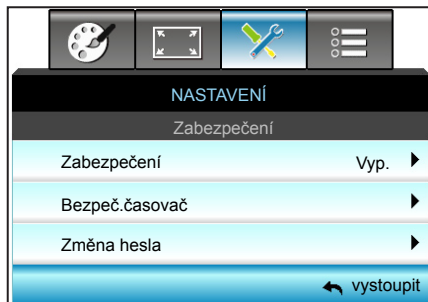 NASTAVENÍ
Zabezpečení
Zabezpečení Vyp.
Bezpeč.časovač
Změna hesla
vystoupit